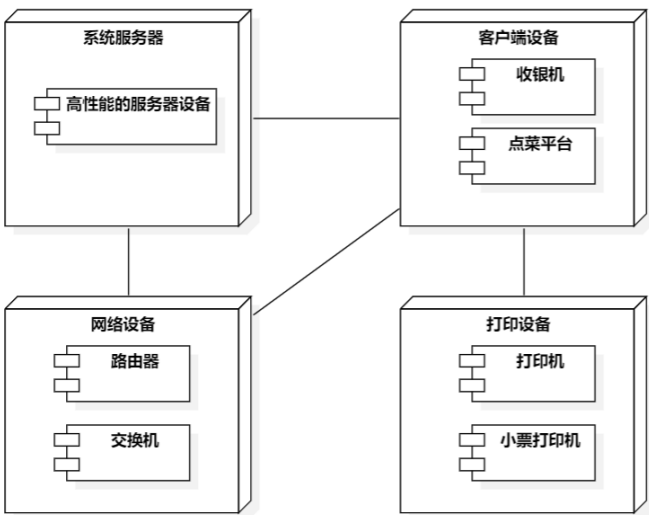 系统服务器
高性能的服务器设备
客户端设备
收银机
点菜平台
网络设备
路由器
交换机
打印设备
打印机
小票打印机